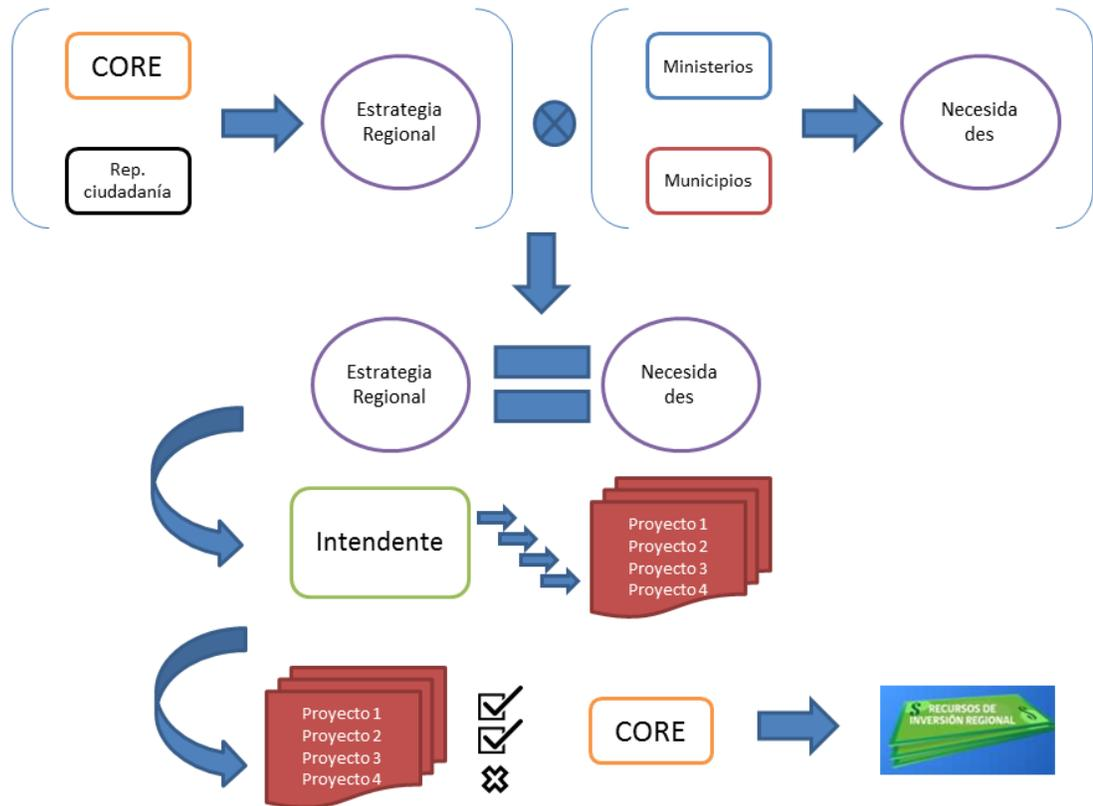 CORE
Rep.
ciudadanía
Estrategia
Regional
Ministerios
Municipios
Necesida
des
Estrategia
Regional
Necesida
des
Intendente
Proyecto 1
Proyecto 2
Proyecto 3
Proyecto 4
Proyecto 1
Proyecto 2
Proyecto 3
Proyecto 4
CORE
$ RECURSOS DE $
INVERSIÓN REGIONAL